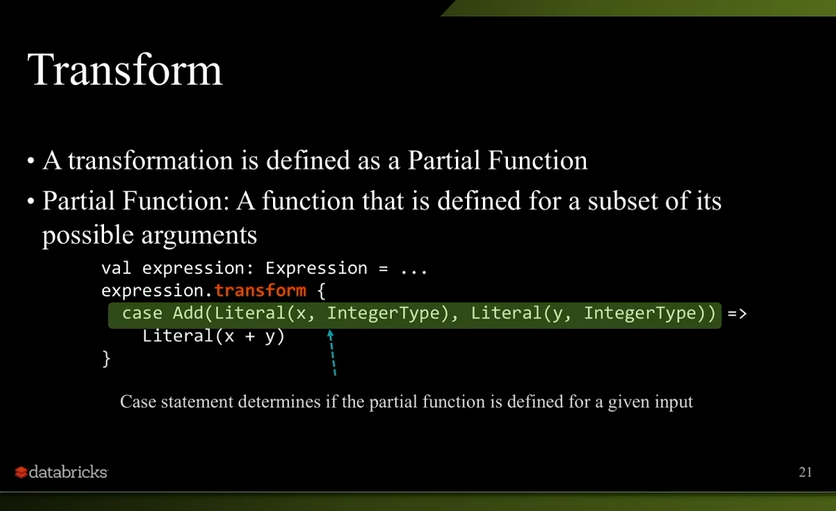 Transform
• A transformation is defined as a Partial Function
• Partial Function: A function that is defined for a subset of its
possible arguments
val expression: Expression = ...
expression.transform {
case Add(Literal(x, IntegerType), Literal(y, IntegerType)) =>
Literal(x + y)
}
Case statement determines if the partial function is defined for a given input
databricks
21